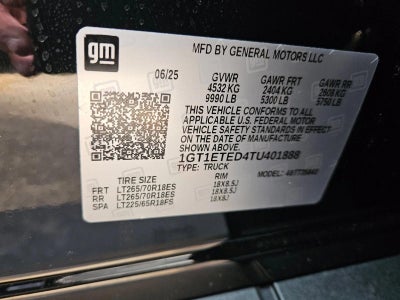 gm
MFD BY GENERAL MOTORS LLC
06/25 GVWR GAWR FRT GAWR RR
4532 KG 2404 KG 2608 KG
9990 LB 5300 LB 5750 LB
THIS VEHICLE CONFORMS TO ALL
APPLICABLE U.S. FEDERAL MOTOR
VEHICLE SAFETY STANDARDS IN EFFECT
ON THE DATE OF MANUFACTURE
SHOWN ABOVE
1GT1ETED4TU401888
TYPE: TRUCK
TIRE SIZE RIM
FRT LT265/70R18ES 18X8.5J
RR LT265/70R18ES 18X8.5J
SPA LT225/65R18FS 18X8J
MODEL: